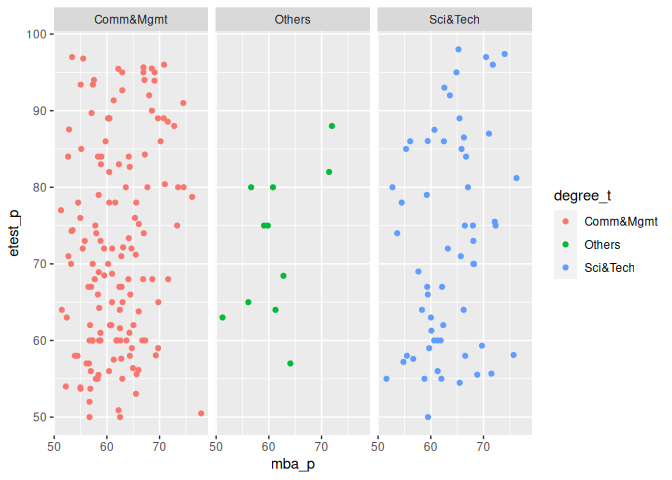 Comm&Mgmt Others Sci&Tech
100
90
80
70
60
50
etest_p
50 60 70 50 60 70 50 60 70
mba_p
degree_t
Comm&Mgmt
Others
Sci&Tech